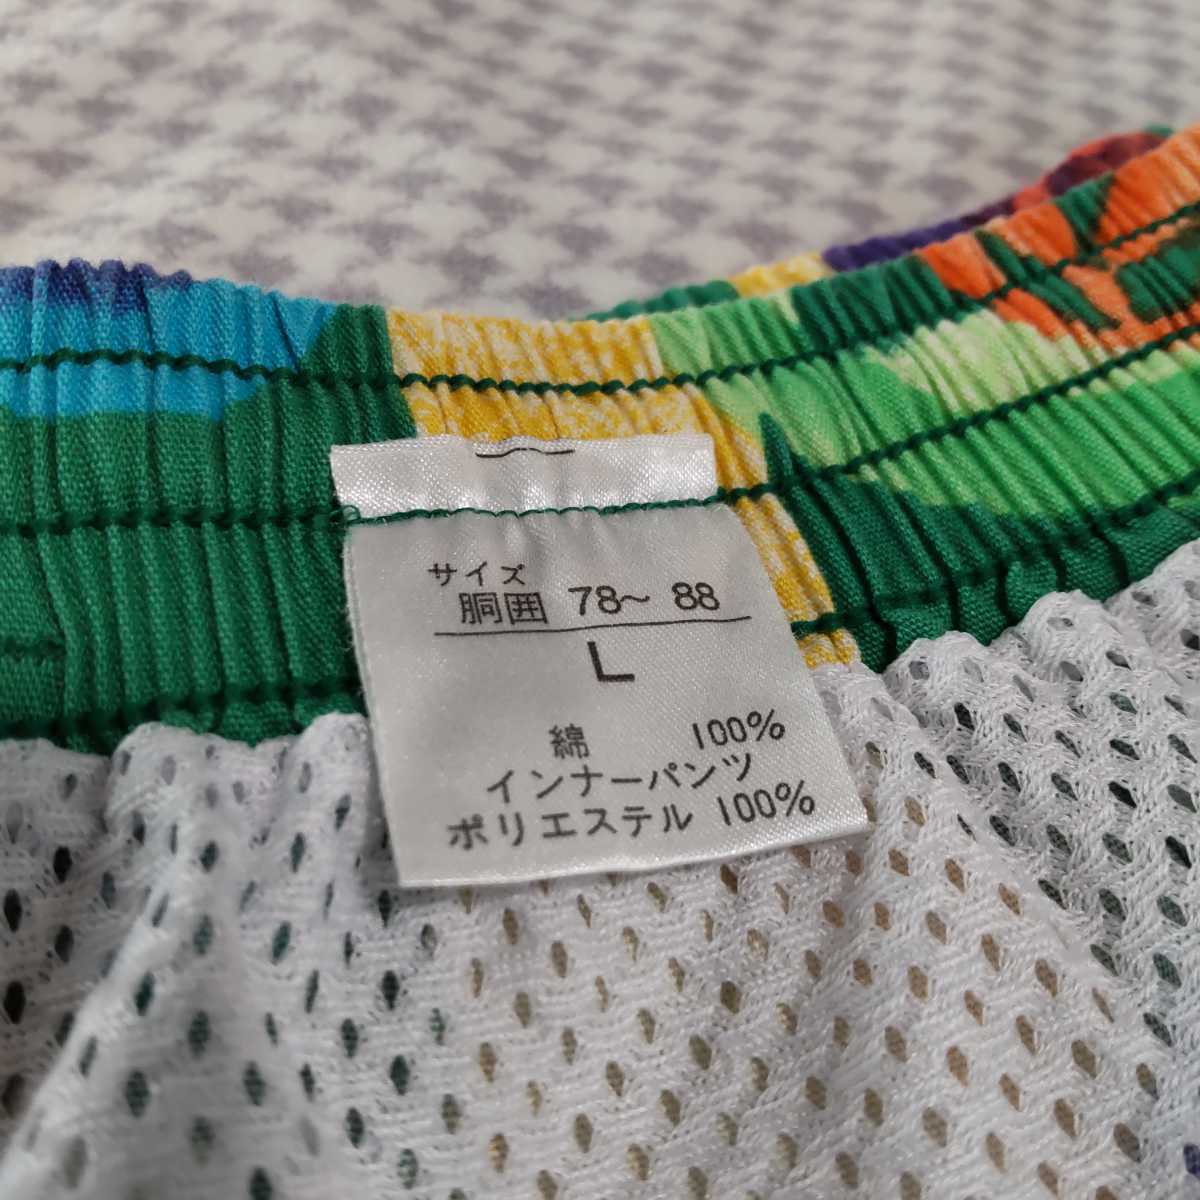 サイズ
胴囲 78~ 88
L
綿 100%
インナーパンツ
ポリエステル 100%